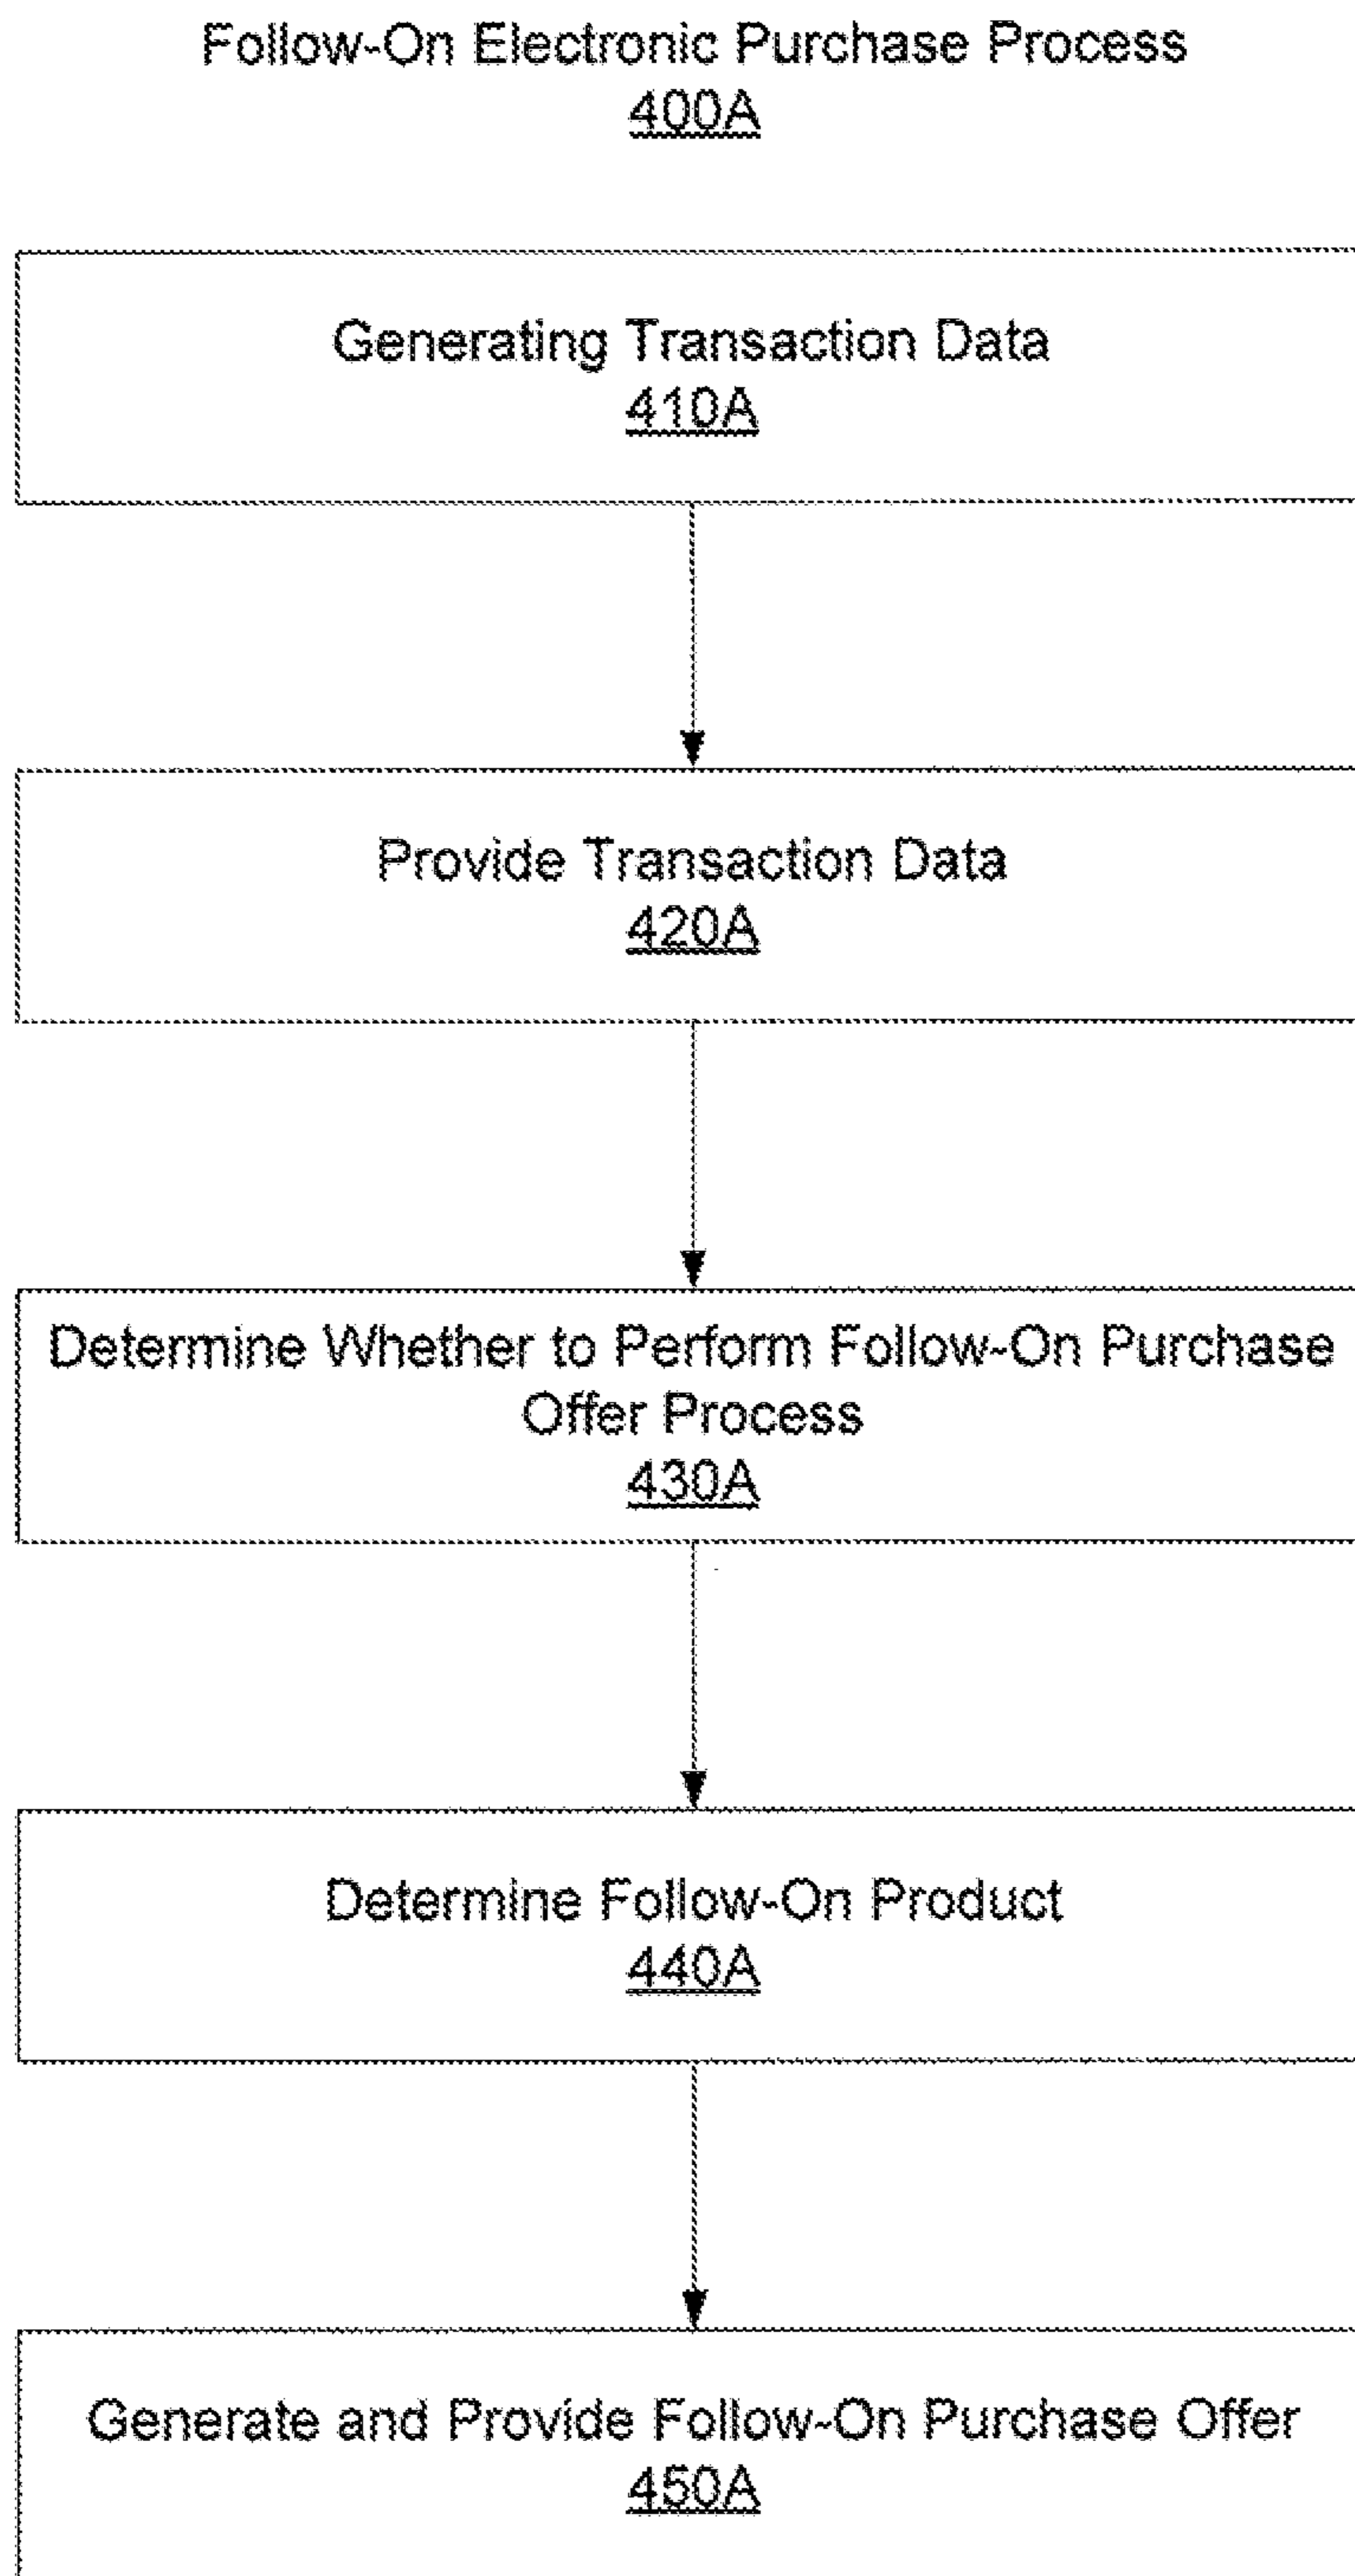 Follow-On Electronic Purchase Process
400A
Generating Transaction Data
410A
Provide Transaction Data
420A
Determine Whether to Perform Follow-On Purchase
Offer Process
430A
Determine Follow-On Product
440A
Generate and Provide Follow-On Purchase Offer
450A